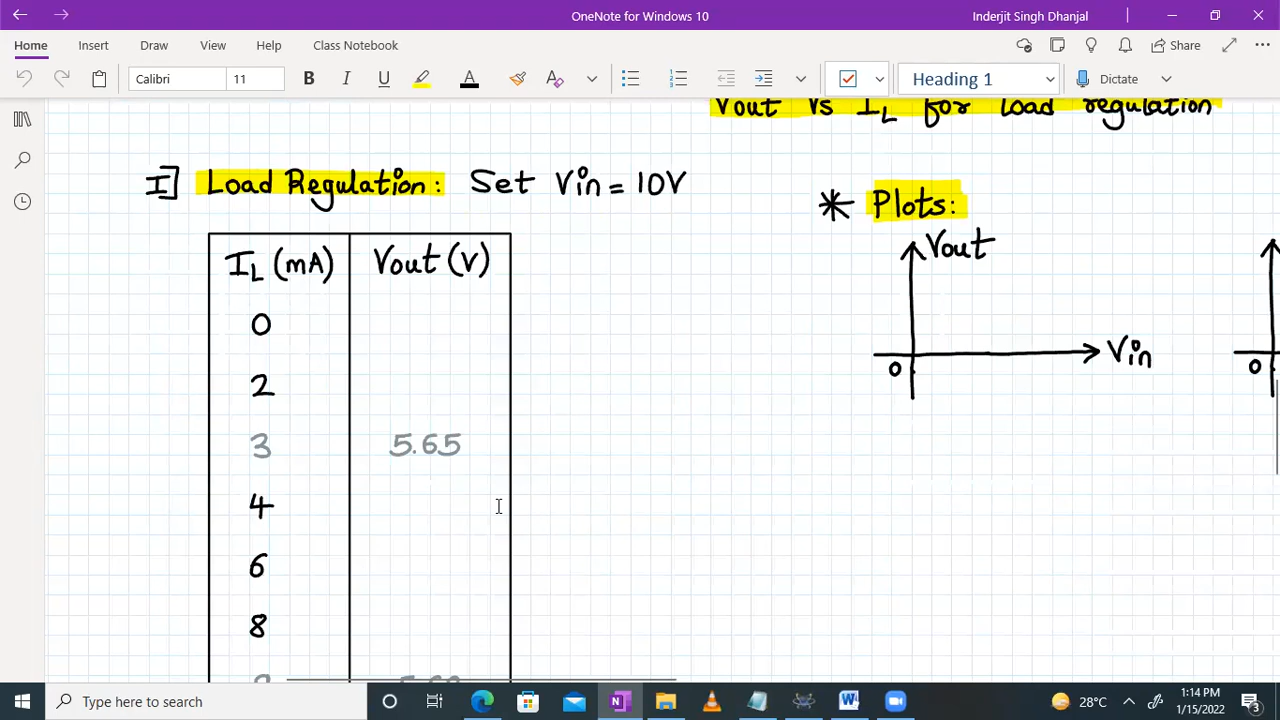 OneNote for Windows 10
Inderjit Singh Dhanjal
Home Insert Draw View Help Class Notebook
Share
Calibri 11 B I U A Heading 1 Dictate
Vout Vs IL for load regulation
I] Load Regulation: Set Vin = 10V
* Plots:
IL (mA) Vout (V)
0
2
3 5.65
4
6
8
Vout
Vin
0
0
Type here to search
28°C
1:14 PM
1/15/2022
3